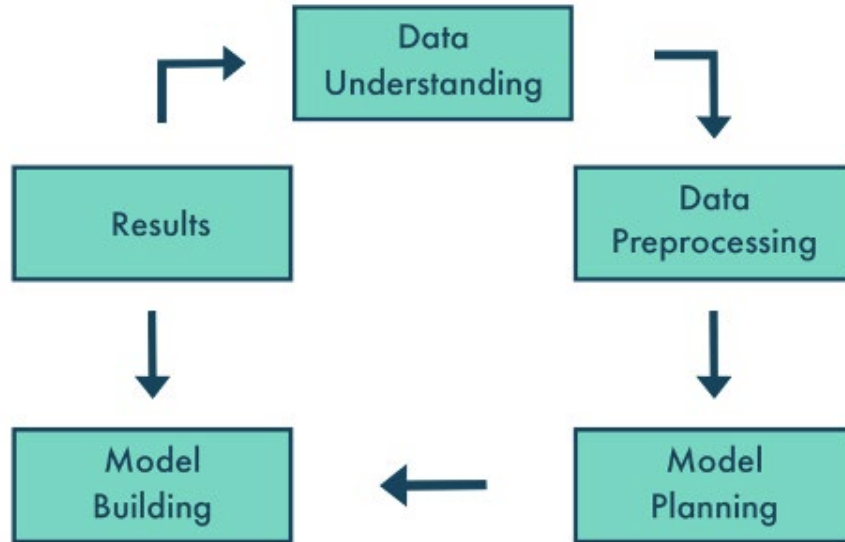 Data
Understanding
Results
Data
Preprocessing
Model
Building
Model
Planning